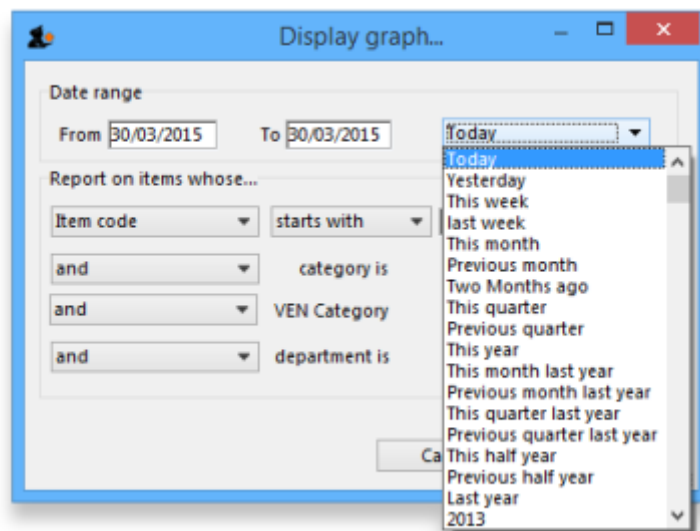 Display graph...
Date range
From 30/03/2015 To 30/03/2015 Today
Today
Yesterday
This week
last week
This month
Previous month
Two Months ago
This quarter
Previous quarter
This year
This month last year
Previous month last year
This quarter last year
Previous quarter last year
This half year
Previous half year
Last year
2013
Report on items whose...
Item code starts with
and category is
and VEN Category
and department is